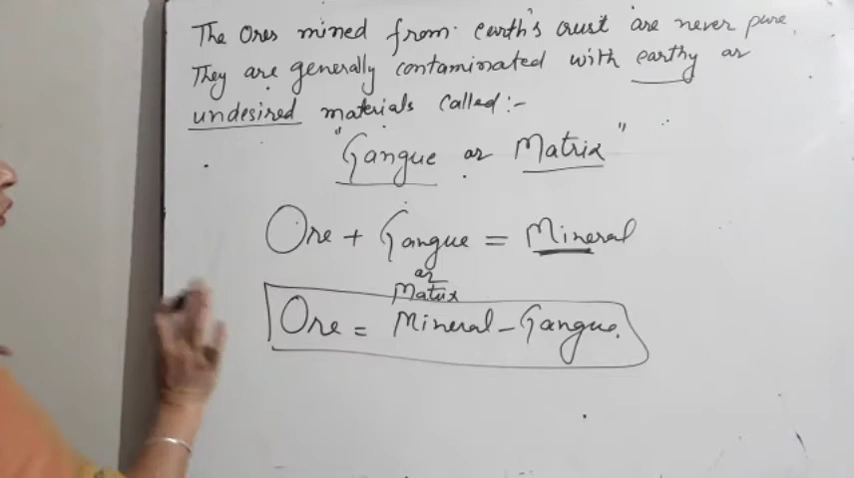 The Ores mined from earth's crust are never pure.
They are generally contaminated with earthy or
undesired materials called:-
"Gangue or Matrix"
Ore + Gangue = Mineral
or
Matrix
Ore = Mineral - Gangue.